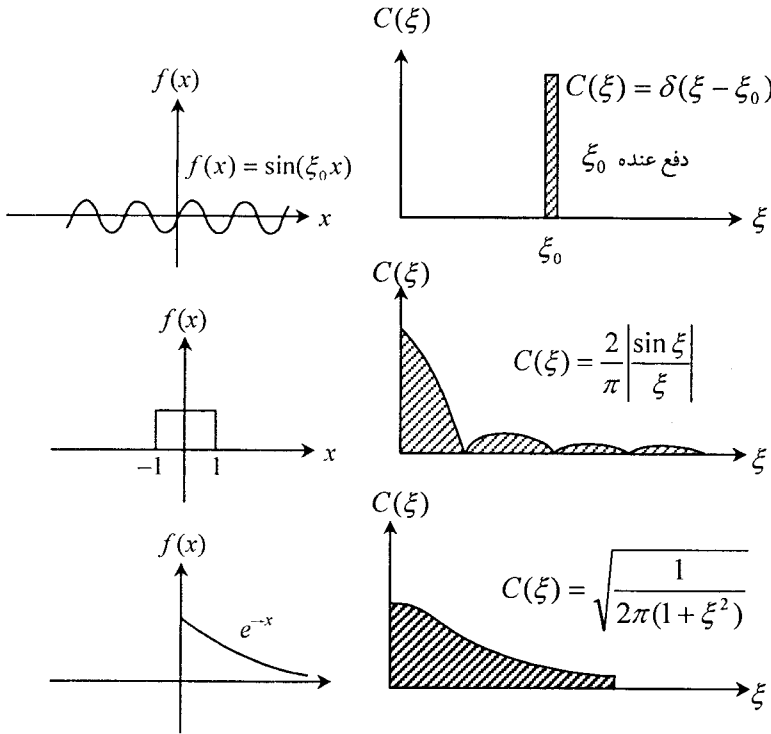 C(ξ)
f(x)
C(ξ) = δ(ξ − ξ₀)
f(x) = sin(ξ₀x)
ξ₀ دفع عنده
x
ξ
ξ₀
C(ξ)
f(x)
C(ξ) = 2/π |sin ξ / ξ|
−1 1
x
ξ
C(ξ)
f(x)
C(ξ) = √(1 / 2π(1 + ξ²))
e⁻ˣ
x
ξ